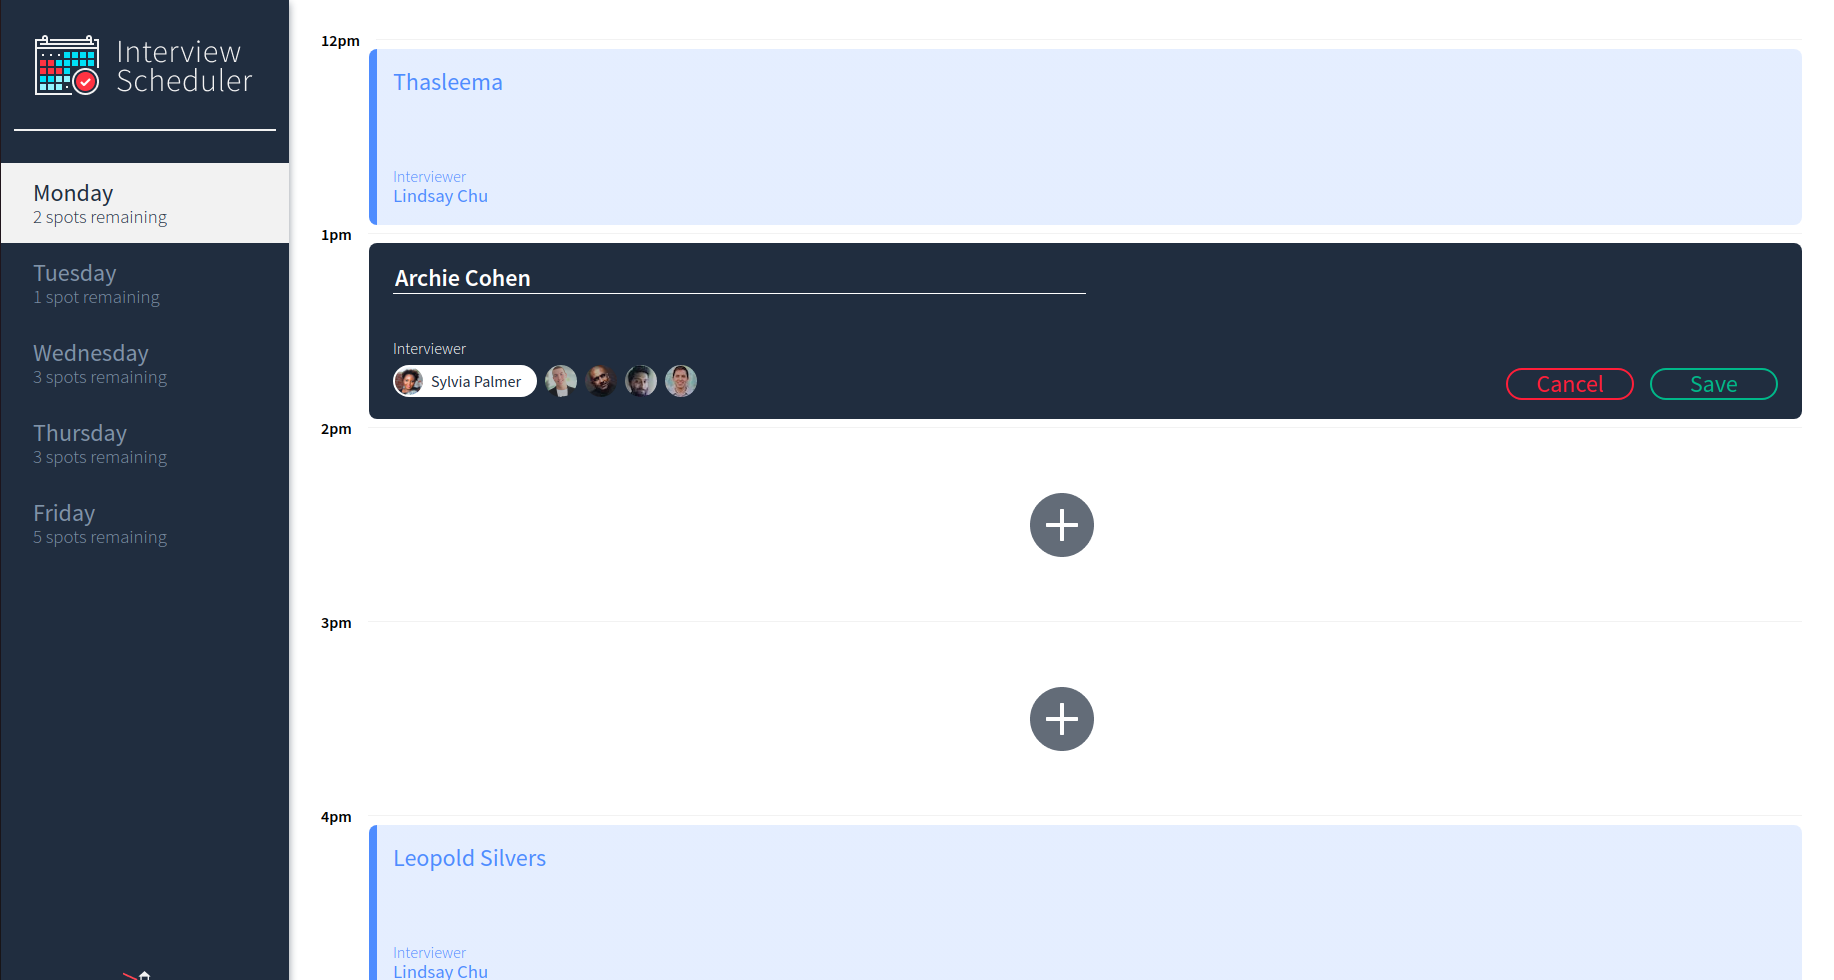 Interview
Scheduler
Monday
2 spots remaining
Tuesday
1 spot remaining
Wednesday
3 spots remaining
Thursday
3 spots remaining
Friday
5 spots remaining
12pm
Thasleema
Interviewer
Lindsay Chu
1pm
Archie Cohen
Interviewer
Sylvia Palmer
Cancel
Save
2pm
3pm
4pm
Leopold Silvers
Interviewer
Lindsay Chu